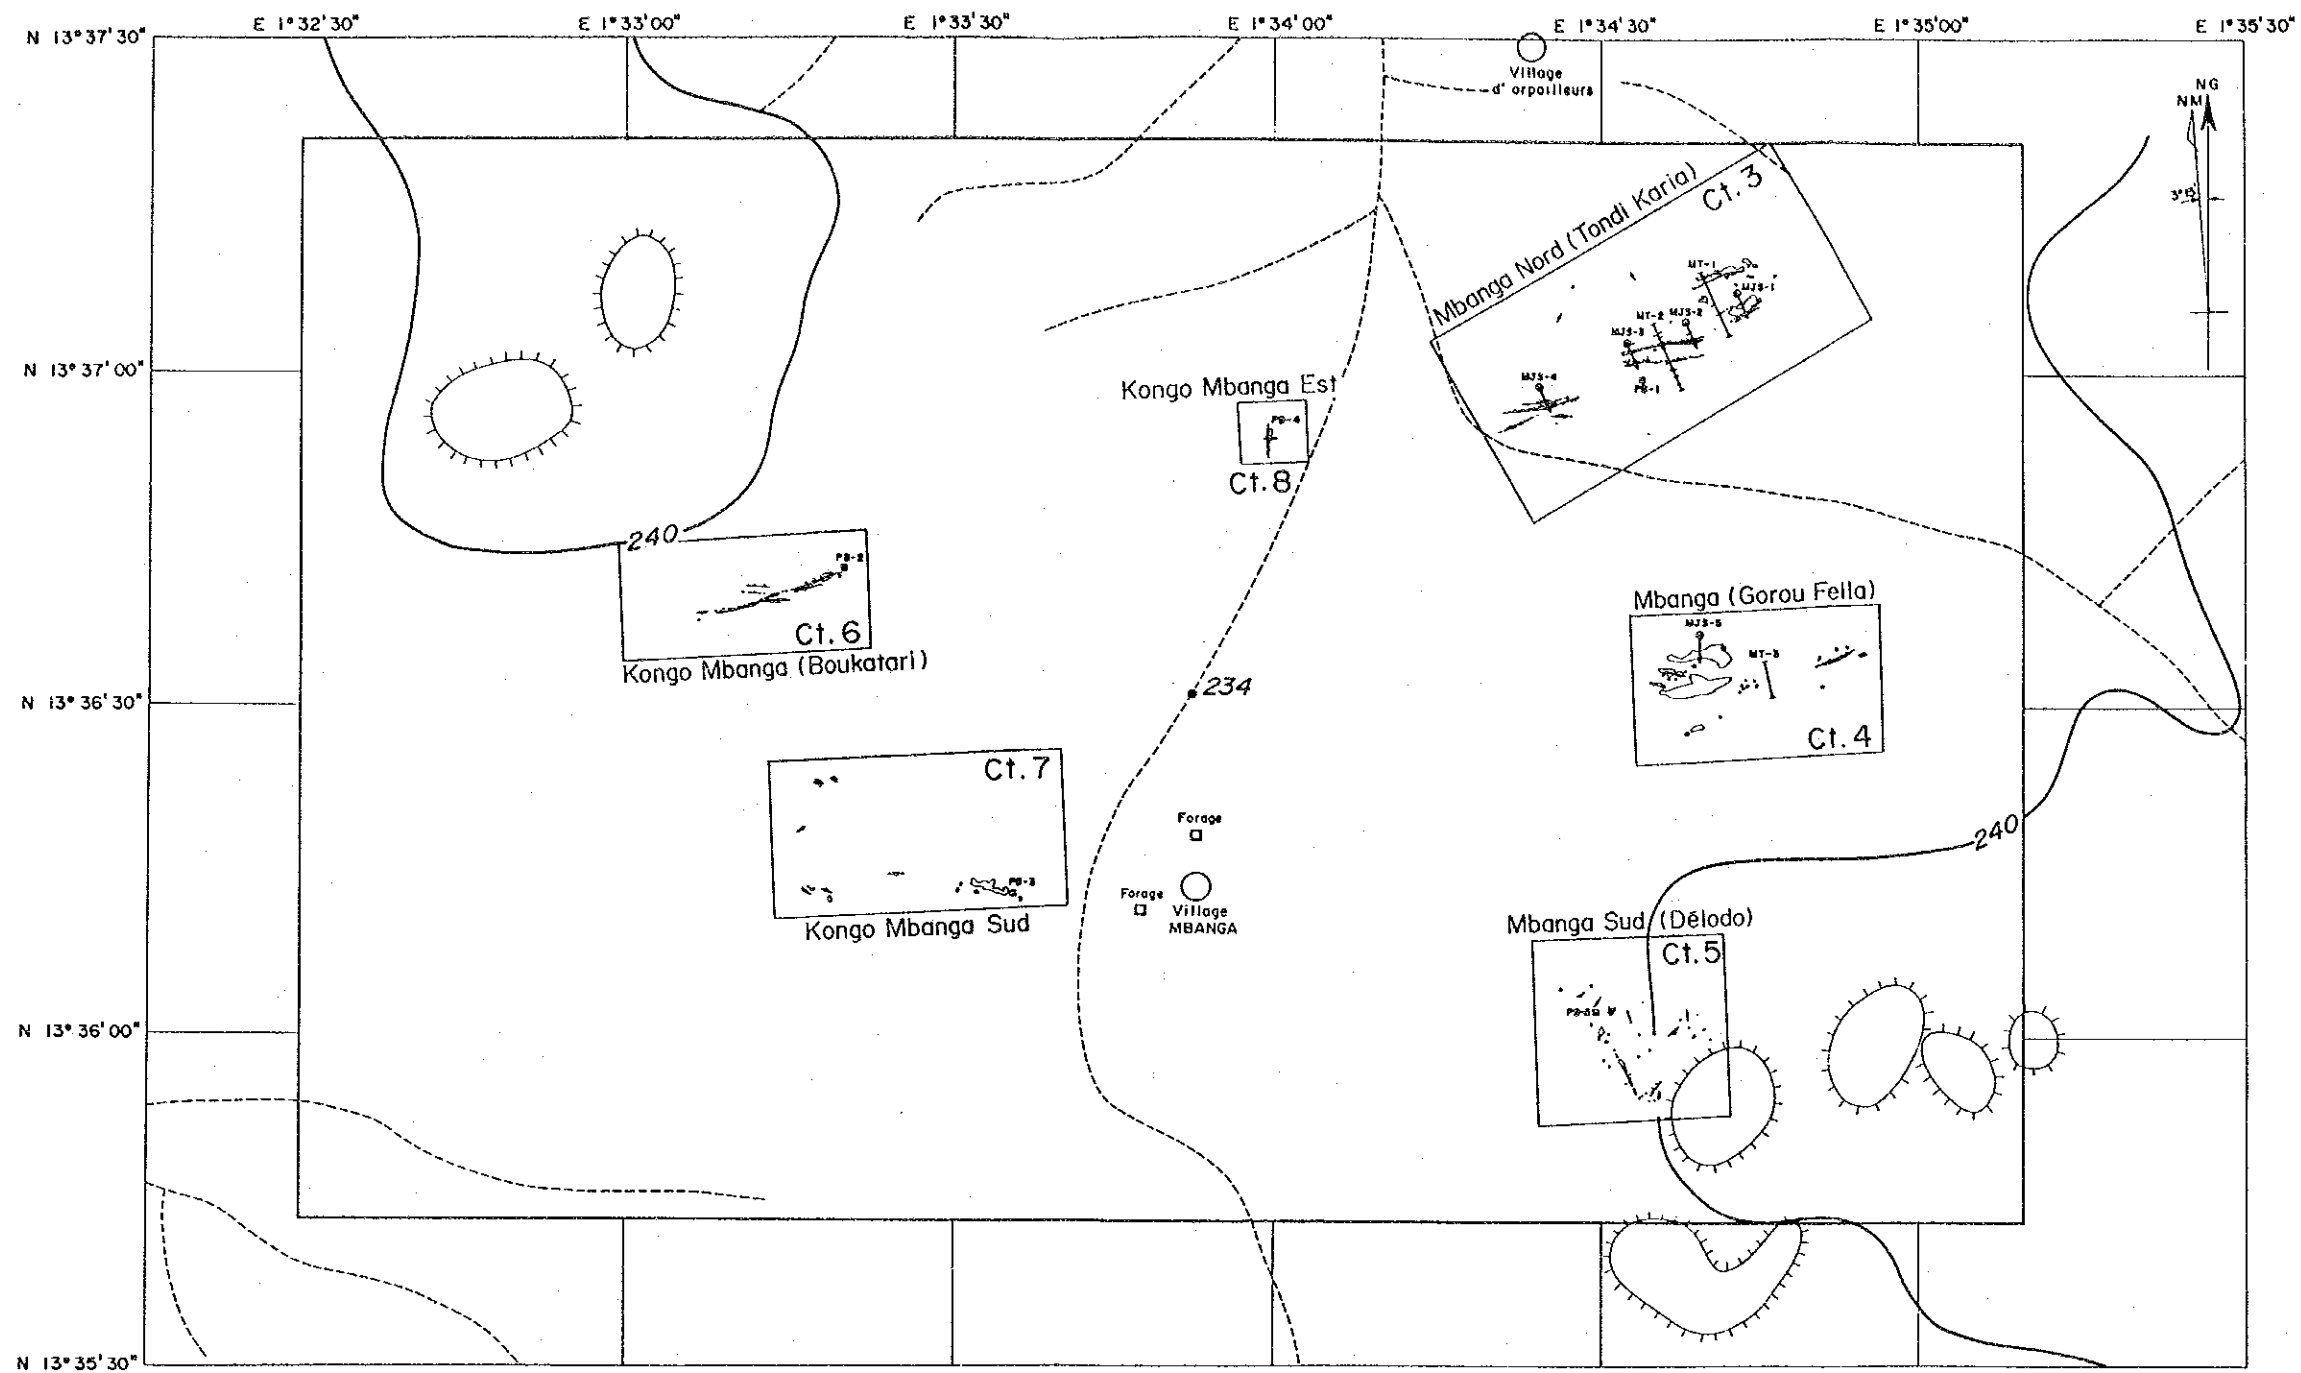 E 1°32'30"
E 1°33'00"
E 1°33'30"
E 1°34'00"
E 1°34'30"
E 1°35'00"
E 1°35'30"
N 13°37'30"
Village
d'orpailleurs
NG
NM
Mbanga Nord (Tondi Karia)
Ct.3
MT-1
MJS-1
MT-2
MJS-2
MJS-3
PS-1
MJS-4
N 13°37'00"
Kongo Mbanga Est
PS-4
Ct.8
240
PS-2
Ct.6
Kongo Mbanga (Boukatari)
Mbanga (Gorou Fella)
MJS-5
MT-3
Ct.4
N 13°36'30"
234
Ct.7
PS-3
Kongo Mbanga Sud
Forage
Forage
Village
MBANGA
240
Mbanga Sud (Délodo)
Ct.5
N 13°36'00"
N 13°35'30"